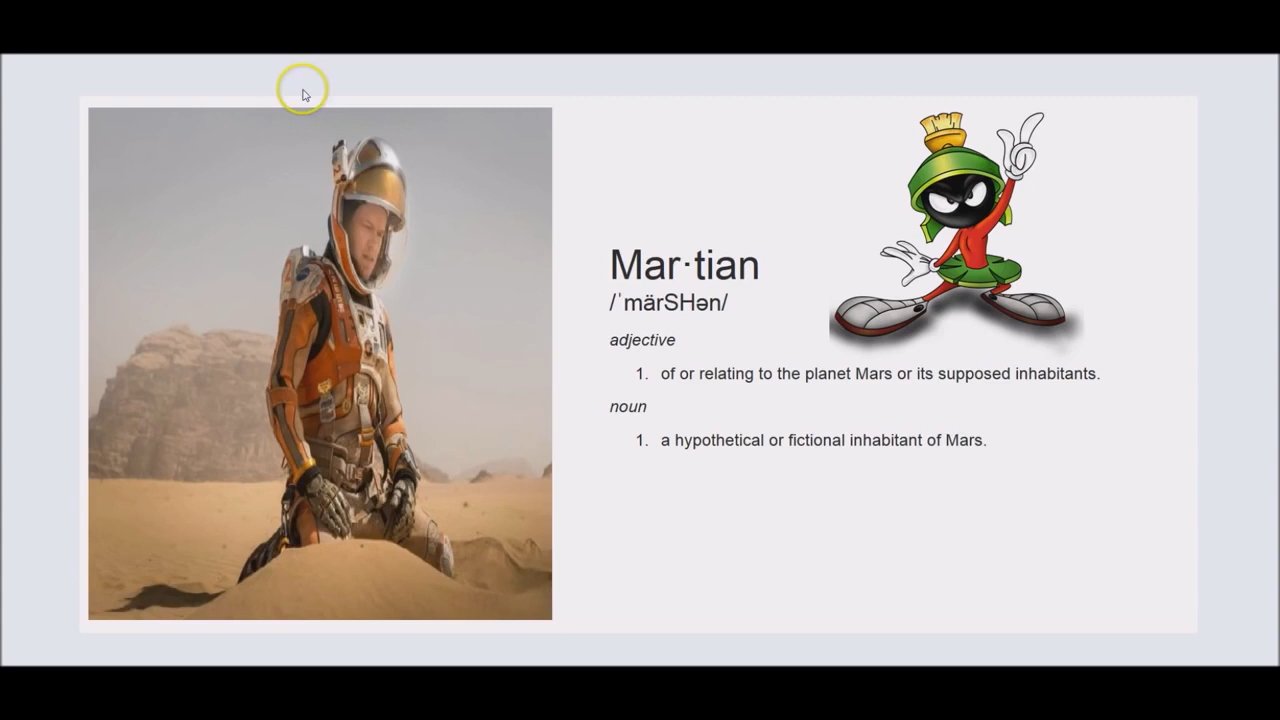 Mar·tian
/ˈmärSHən/
adjective
1. of or relating to the planet Mars or its supposed inhabitants.
noun
1. a hypothetical or fictional inhabitant of Mars.